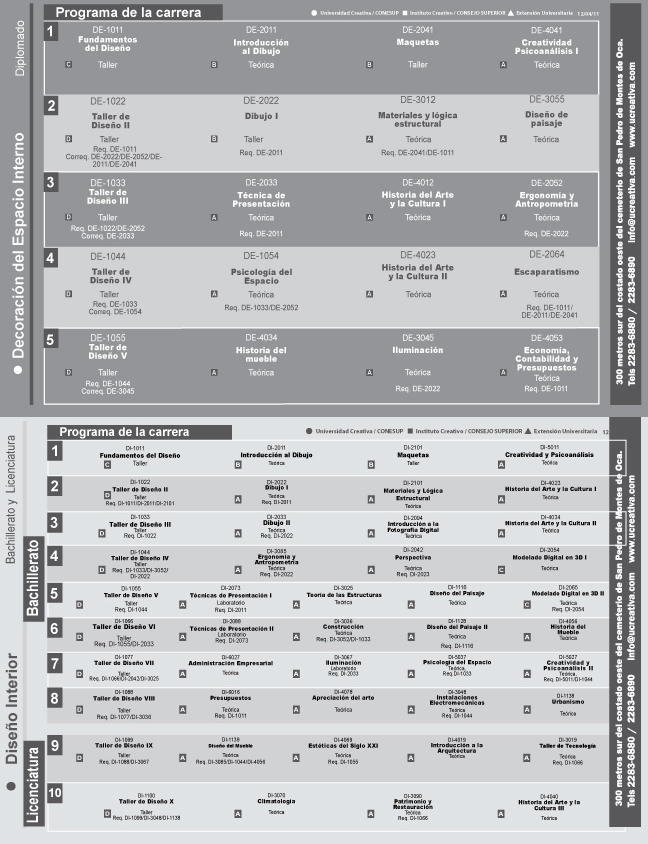 Programa de la carrera
Universidad Creativa / CONESUP Instituto Creativo / CONSEJO SUPERIOR Extensión Universitaria 12/04/11
Diplomado
Decoración del Espacio Interno
1
DE-1011 DE-2011 DE-2041 DE-4041
Fundamentos Introducción Maquetas Creatividad
del Diseño al Dibujo Psicoanálisis I
C Taller B Teórica B Taller A Teórica
2
DE-1022 DE-2022 DE-3012 DE-3055
Taller de Dibujo I Materiales y lógica Diseño de
Diseño II estructural paisaje
D Taller B Taller A Teórica A Teórica
Req. DE-1011 Req. DE-2011 Req. DE-2041/DE-1011
Correq. DE-2022/DE-2052/DE-
2011/DE-2041
3
DE-1033 DE-2033 DE-4012 DE-2052
Taller de Técnica de Historia del Arte Ergonomía y
Diseño III Presentación y la Cultura I Antropometría
D Taller A Teórica A Teórica A Teórica
Req. DE-1022/DE-2052 Req. DE-2011 Req. DE-2022
Correq. DE-2033
4
DE-1044 DE-1054 DE-4023 DE-2064
Taller de Psicología del Historia del Arte Escaparatismo
Diseño IV Espacio y la Cultura II
D Taller A Teórica A Teórica A Teórica
Req. DE-1033 Req. DE-1033/DE-2052 Req. DE-1011/
Correq. DE-1054 DE-2011/DE-2041
5
DE-1055 DE-4034 DE-3045 DE-4053
Taller de Historia del Iluminación Economía,
Diseño V mueble Contabilidad y
Presupuestos
D Taller A Teórica A Teórica A Teórica
Req. DE-1044 Req. DE-2022 Req. DE-1011
Correq. DE-3045
300 metros sur del costado oeste del cementerio de San Pedro de Montes de Oca.
Tels 2283-6880 / 2283-6890 info@ucreativa.com www.ucreativa.com
Programa de la carrera
Universidad Creativa / CONESUP Instituto Creativo / CONSEJO SUPERIOR Extensión Universitaria 12
Bachillerato y Licenciatura
Diseño Interior
Bachillerato
Licenciatura
1
DI-1011 DI-2011 DI-2101 DI-5011
Fundamentos del Diseño Introducción al Dibujo Maquetas Creatividad y Psicoanálisis
C Taller B Teórica B Taller A Teórica
2
DI-1022 DI-2022 DI-2101 DI-4023
Taller de Diseño II Dibujo I Materiales y Lógica Historia del Arte y la Cultura I
Estructural
D Taller A Teórica A Teórica A Teórica
Req. DI-1011/DI-2011/DI-2101 Req. DI-2011
3
DI-1033 DI-2033 DI-2094 DI-4034
Taller de Diseño III Dibujo II Introducción a la Historia del Arte y la Cultura II
Fotografía Digital
D Taller A Teórica A Teórica A Teórica
Req. DI-1022 Req. DI-2022
4
DI-1044 DI-3085 DI-2042 DI-2054
Taller de Diseño IV Ergonomía y Perspectiva Modelado Digital en 3D I
Antropometría
D Taller A Teórica A Teórica C Teórica
Req. DI-1033/DI-3052/ Req. DI-2022 Req. DI-2023
DI-2022
5
DI-1055 DI-2073 DI-3025 DI-1116 DI-2065
Taller de Diseño V Técnicas de Presentación I Teoría de las Estructuras Diseño del Paisaje Modelado Digital en 3D II
D Taller A Laboratorio A Teórica A Teórica C Teórica
Req. DI-1044 Req. DI-2011 Req. DI-2054
6
DI-1066 DI-2089 DI-3036 DI-1128 DI-4056
Taller de Diseño VI Técnicas de Presentación II Construcción Diseño del Paisaje II Historia del
Mueble
D Taller A Laboratorio A Teórica A Teórica A Teórica
Req. DI-1055/DI-2033 Req. DI-2073 Req. DI-3052/DI-1033 Req. DI-1116
7
DI-1077 DI-6027 DI-3067 DI-5037 DI-5027
Taller de Diseño VII Administración Empresarial Iluminación Psicología del Espacio Creatividad y
Psicoanálisis II
D Taller A Teórica A Laboratorio A Teórica A Teórica
Req. DI-1066/DI-2042/DI-3025 Req. DI-2033 Req. DI-1033 Req. DI-5011/DI-1044
8
DI-1088 DI-6016 DI-4078 DI-3048 DI-1138
Taller de Diseño VIII Presupuestos Apreciación del arte Instalaciones Urbanismo
Electromecánicas
D Taller A Teórica A Teórica A Teórica A Teórica
Req. DI-1077/DI-3036 Req. DI-1011 Req. DI-1044
9
DI-1099 DI-1139 DI-4089 DI-4019 DI-3019
Taller de Diseño IX Diseño del Mueble Estéticas del Siglo XXI Introducción a la Taller de Tecnología
Arquitectura
D Taller A Teórica A Teórica A Teórica A Teórica
Req. DI-1088/DI-3067 Req. DI-3085/DI-1044/DI-4056 Req. DI-1055 Req. DI-1066
10
DI-1100 DI-3070 DI-3090 DI-4040
Taller de Diseño X Climatología Patrimonio y Historia del Arte y la Cultura
Restauración III
D Taller A Teórica A Teórica A Teórica
Req. DI-1099/DI-3048/DI-1138 Req. DI-1066
300 metros sur del costado oeste del cementerio de San Pedro de Montes de Oca.
Tels 2283-6880 / 2283-6890 info@ucreativa.com www.ucreativa.com